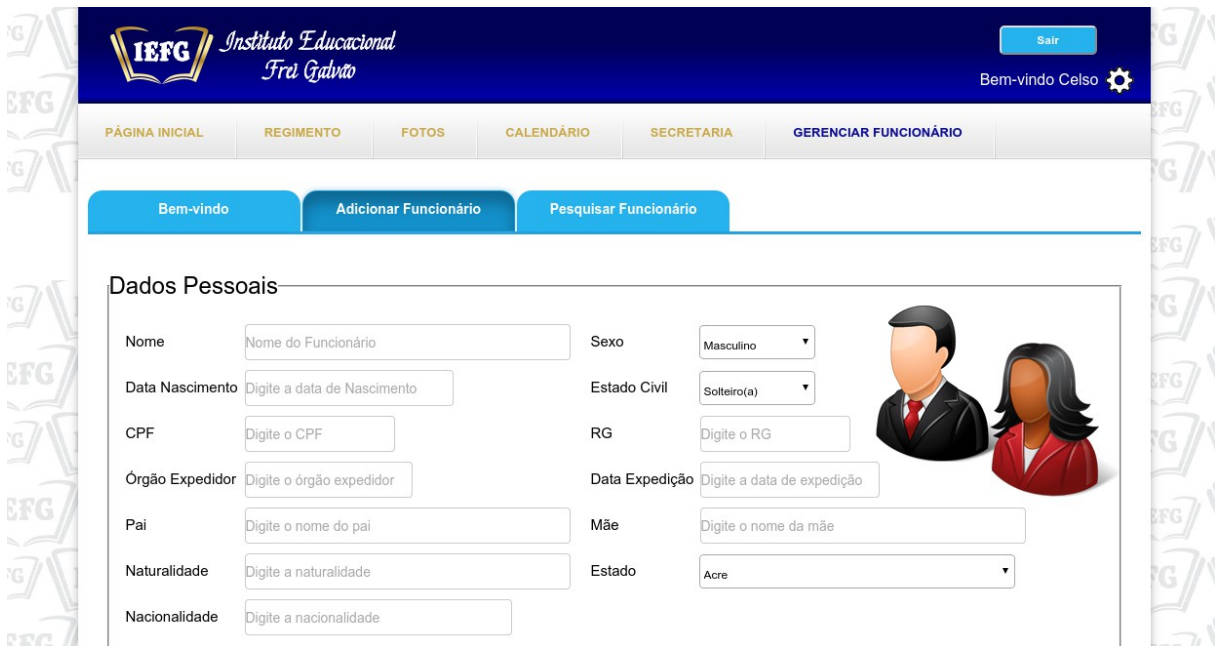 IEFG
Instituto Educacional
Frei Galvão
Sair
Bem-vindo Celso
PÁGINA INICIAL REGIMENTO FOTOS CALENDÁRIO SECRETARIA GERENCIAR FUNCIONÁRIO
Bem-vindo Adicionar Funcionário Pesquisar Funcionário
Dados Pessoais
Nome Nome do Funcionário Sexo Masculino
Data Nascimento Digite a data de Nascimento Estado Civil Solteiro(a)
CPF Digite o CPF RG Digite o RG
Órgão Expedidor Digite o órgão expedidor Data Expedição Digite a data de expedição
Pai Digite o nome do pai Mãe Digite o nome da mãe
Naturalidade Digite a naturalidade Estado Acre
Nacionalidade Digite a nacionalidade